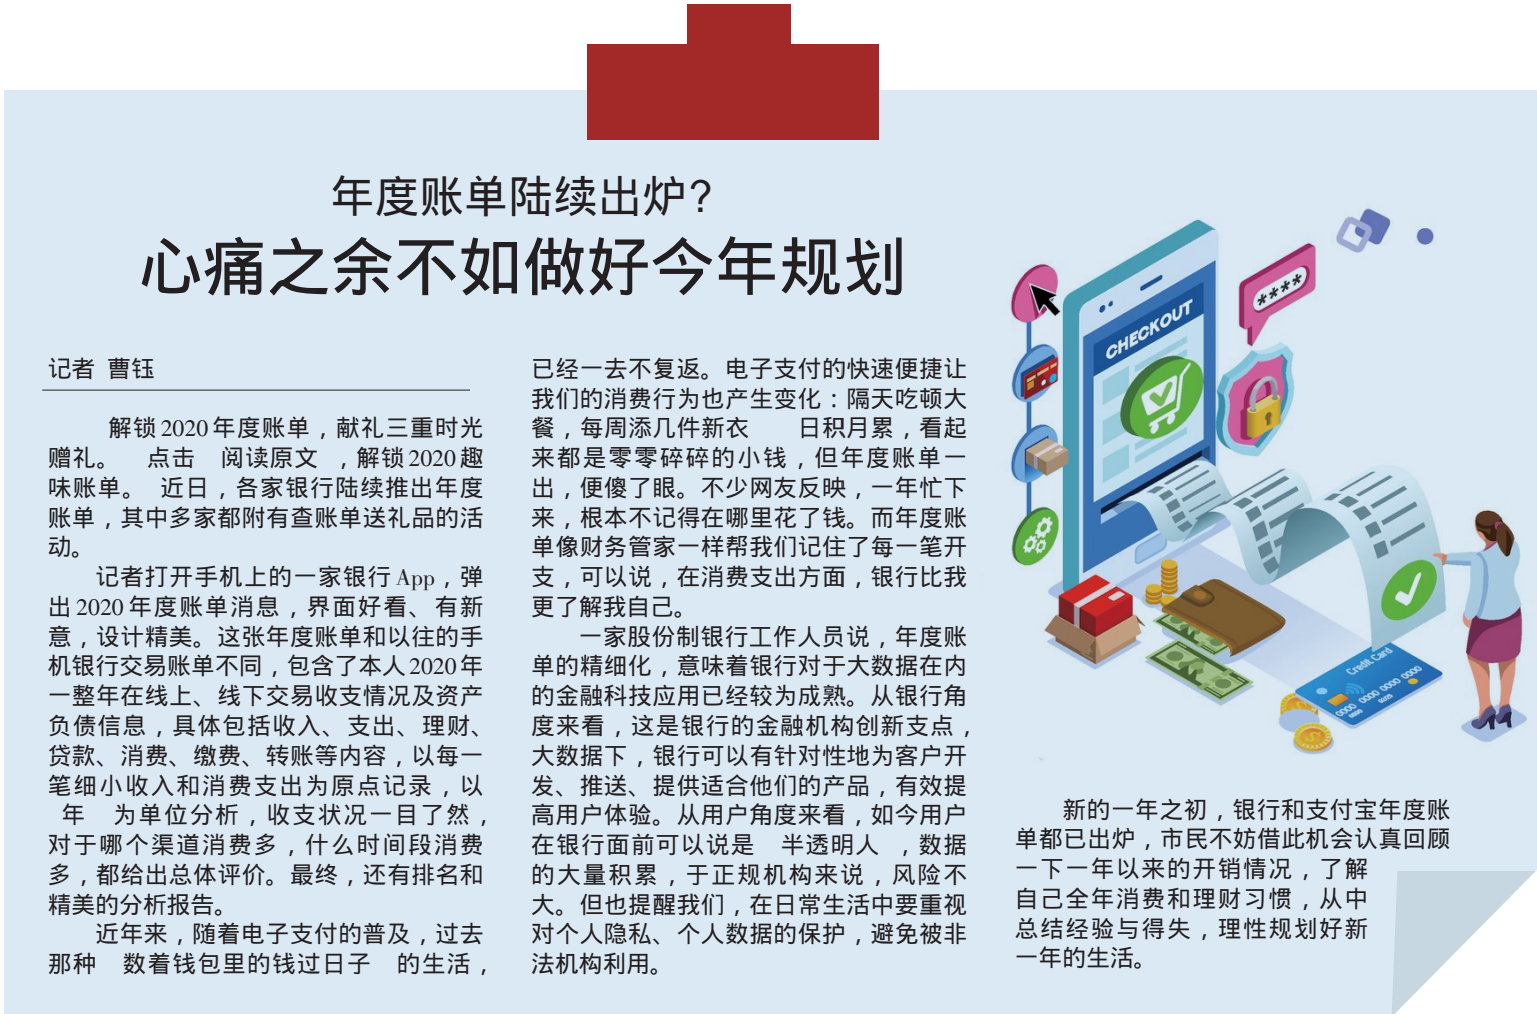 年度账单陆续出炉?
心痛之余不如做好今年规划
记者 曹钰
解锁2020年度账单，献礼三重时光
赠礼。 点击 阅读原文 ，解锁2020趣
味账单。 近日，各家银行陆续推出年度
账单，其中多家都附有查账单送礼品的活
动。
记者打开手机上的一家银行App，弹
出2020年度账单消息，界面好看、有新
意，设计精美。这张年度账单和以往的手
机银行交易账单不同，包含了本人2020年
一整年在线上、线下交易收支情况及资产
负债信息，具体包括收入、支出、理财、
贷款、消费、缴费、转账等内容，以每一
笔细小收入和消费支出为原点记录，以
年 为单位分析，收支状况一目了然，
对于哪个渠道消费多，什么时间段消费
多，都给出总体评价。最终，还有排名和
精美的分析报告。
近年来，随着电子支付的普及，过去
那种 数着钱包里的钱过日子 的生活，
已经一去不复返。电子支付的快速便捷让
我们的消费行为也产生变化：隔天吃顿大
餐，每周添几件新衣 日积月累，看起
来都是零零碎碎的小钱，但年度账单一
出，便傻了眼。不少网友反映，一年忙下
来，根本不记得在哪里花了钱。而年度账
单像财务管家一样帮我们记住了每一笔开
支，可以说，在消费支出方面，银行比我
更了解我自己。
一家股份制银行工作人员说，年度账
单的精细化，意味着银行对于大数据在内
的金融科技应用已经较为成熟。从银行角
度来看，这是银行的金融机构创新支点，
大数据下，银行可以有针对性地为客户开
发、推送、提供适合他们的产品，有效提
高用户体验。从用户角度来看，如今用户
在银行面前可以说是 半透明人 ，数据
的大量积累，于正规机构来说，风险不
大。但也提醒我们，在日常生活中要重视
对个人隐私、个人数据的保护，避免被非
法机构利用。
CHECKOUT
****
Credit Card
0000 0000 0000 0000
0000
0000
新的一年之初，银行和支付宝年度账
单都已出炉，市民不妨借此机会认真回顾
一下一年以来的开销情况，了解
自己全年消费和理财习惯，从中
总结经验与得失，理性规划好新
一年的生活。